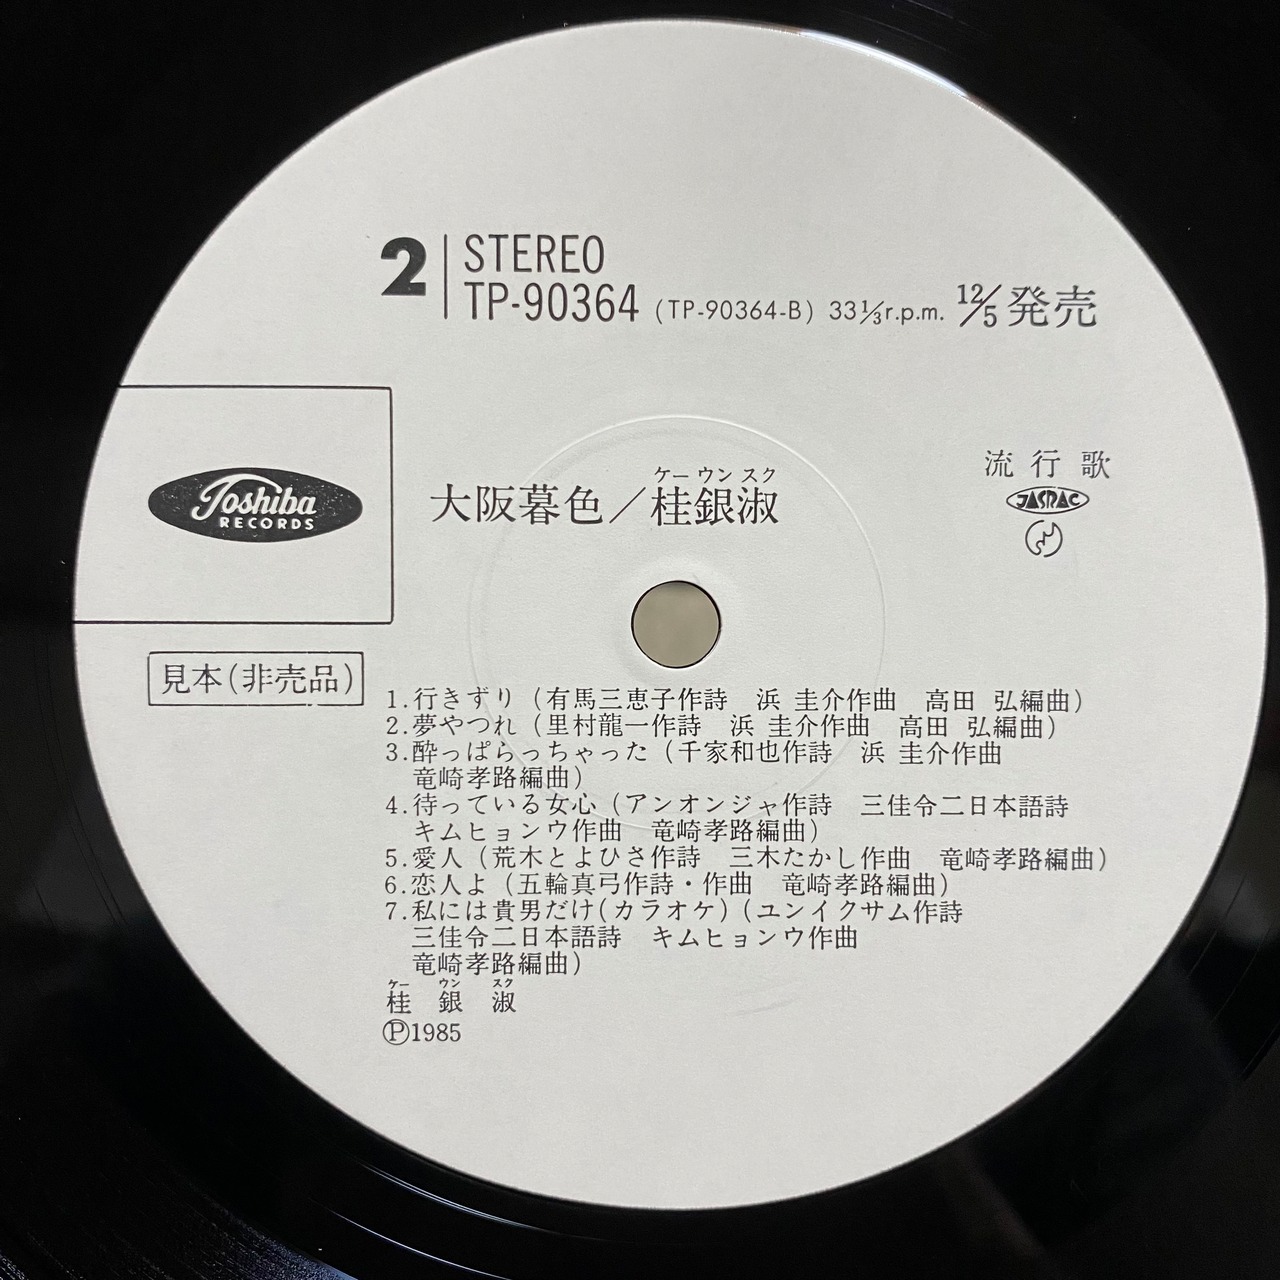 2 STEREO
TP-90364 (TP-90364-B) 33⅓r.p.m. 12/5 発売
流行歌
JASRAC
Toshiba
RECORDS
ケー ウン スク
大阪暮色／桂銀淑
見本(非売品)
1.行きずり（有馬三恵子作詩　浜 圭介作曲　高田 弘編曲）
2.夢やつれ（里村龍一作詩　浜 圭介作曲　高田 弘編曲）
3.酔っぱらっちゃった（千家和也作詩　浜 圭介作曲
竜崎孝路編曲）
4.待っている女心（アンオンジャ作詩　三佳令二日本語詩
キムヒョンウ作曲　竜崎孝路編曲）
5.愛人（荒木とよひさ作詩　三木たかし作曲　竜崎孝路編曲）
6.恋人よ（五輪真弓作詩・作曲　竜崎孝路編曲）
7.私には貴男だけ(カラオケ)（ユンイクサム作詩
三佳令二日本語詩　キムヒョンウ作曲
竜崎孝路編曲）
ケー ウン スク
桂 銀 淑
Ⓟ1985